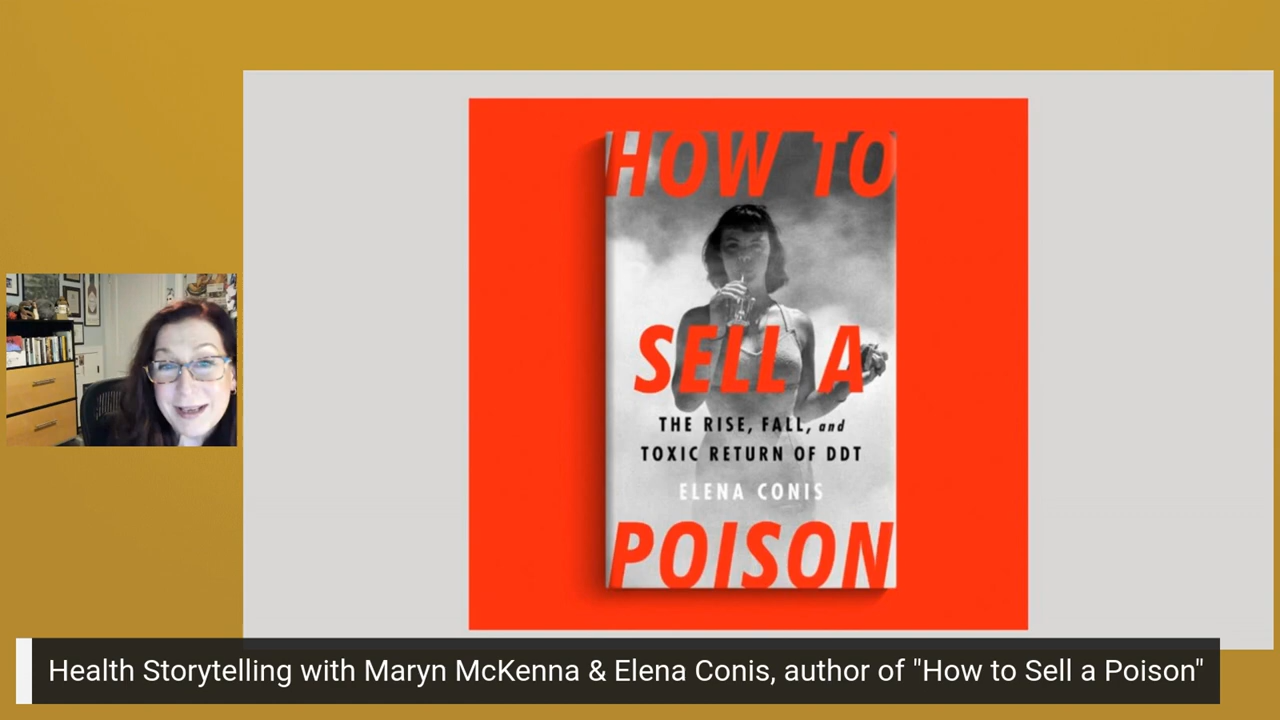 HOW TO
SELL A
THE RISE, FALL, and
TOXIC RETURN OF DDT
ELENA CONIS
POISON
Health Storytelling with Maryn McKenna & Elena Conis, author of "How to Sell a Poison"